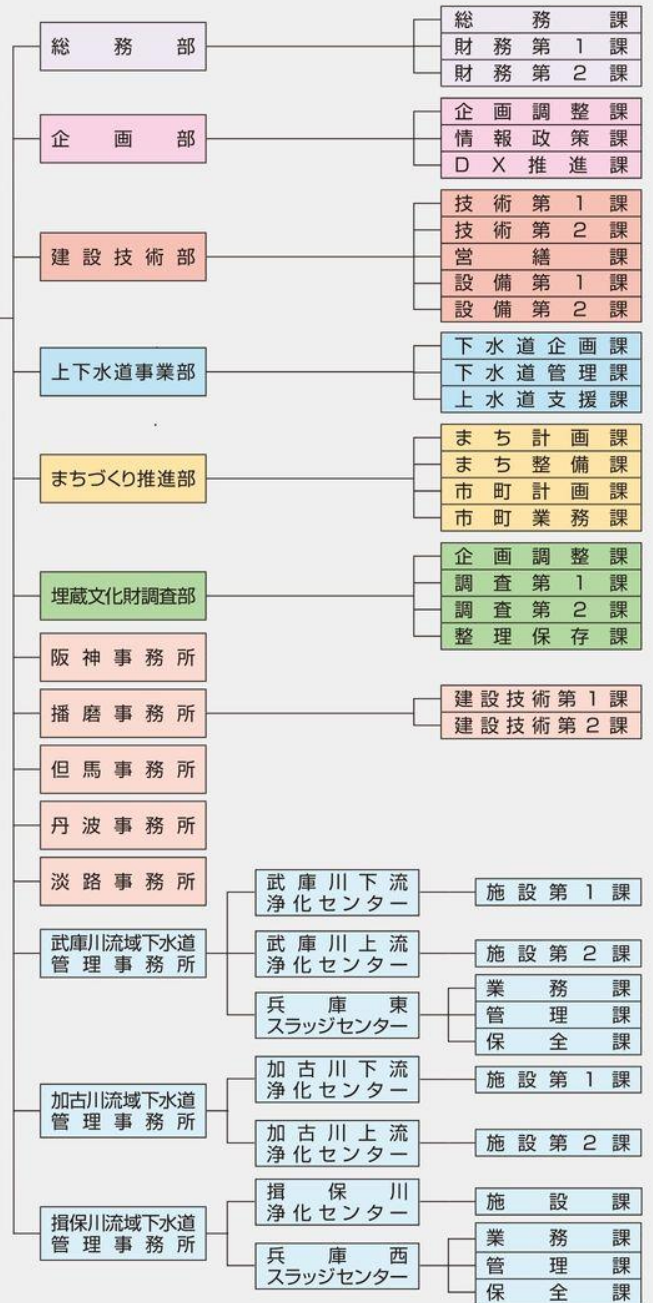 総務部
総務課
財務第1課
財務第2課
企画部
企画調整課
情報政策課
DX推進課
建設技術部
技術第1課
技術第2課
営繕課
設備第1課
設備第2課
上下水道事業部
下水道企画課
下水道管理課
上水道支援課
まちづくり推進部
まち計画課
まち整備課
市町計画課
市町業務課
埋蔵文化財調査部
企画調整課
調査第1課
調査第2課
整理保存課
阪神事務所
播磨事務所
建設技術第1課
建設技術第2課
但馬事務所
丹波事務所
淡路事務所
武庫川流域下水道
管理事務所
武庫川下流
浄化センター
施設第1課
武庫川上流
浄化センター
施設第2課
兵庫東
スラッジセンター
業務課
管理課
保全課
加古川流域下水道
管理事務所
加古川下流
浄化センター
施設第1課
加古川上流
浄化センター
施設第2課
揖保川流域下水道
管理事務所
揖保川
浄化センター
施設課
兵庫西
スラッジセンター
業務課
管理課
保全課